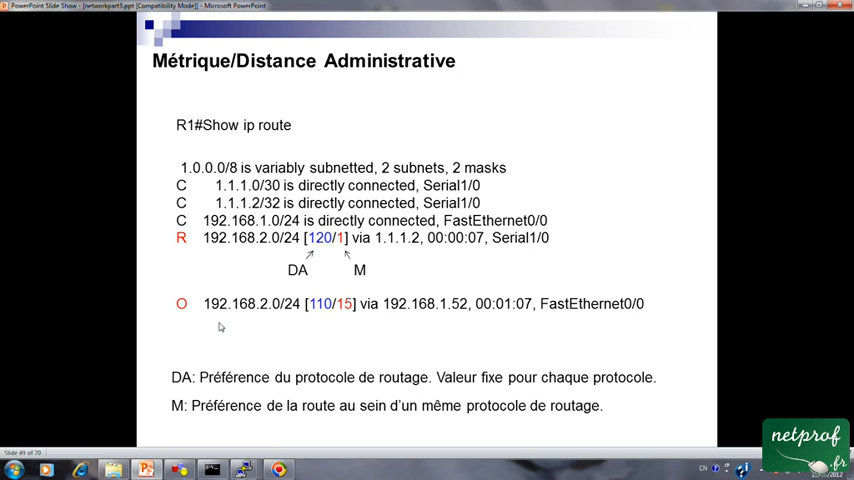 PowerPoint Slide Show - [networkpart3.ppt [Compatibility Mode]] - Microsoft PowerPoint
Métrique/Distance Administrative
R1#Show ip route
1.0.0.0/8 is variably subnetted, 2 subnets, 2 masks
C 1.1.1.0/30 is directly connected, Serial1/0
C 1.1.1.2/32 is directly connected, Serial1/0
C 192.168.1.0/24 is directly connected, FastEthernet0/0
R 192.168.2.0/24 [120/1] via 1.1.1.2, 00:00:07, Serial1/0
DA M
O 192.168.2.0/24 [110/15] via 192.168.1.52, 00:01:07, FastEthernet0/0
DA: Préférence du protocole de routage. Valeur fixe pour chaque protocole.
M: Préférence de la route au sein d'un même protocole de routage.
netprof
.fr
Slide 49 of 70
EN